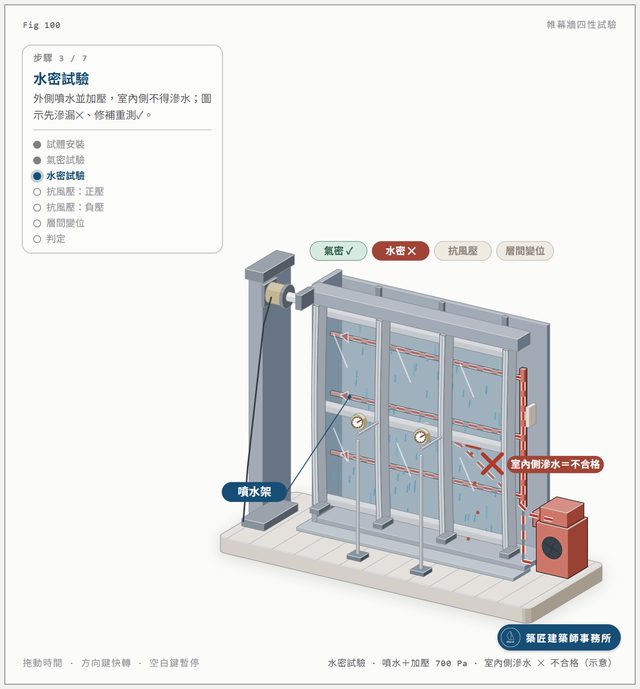 Fig 100
帷幕牆四性試驗
步驟 3 / 7
水密試驗
外側噴水並加壓，室內側不得滲水；圖
示先滲漏✕、修補重測✓。
試體安裝
氣密試驗
水密試驗
抗風壓：正壓
抗風壓：負壓
層間變位
判定
氣密 ✓
水密 ✕
抗風壓
層間變位
室內側滲水＝不合格
噴水架
築匠建築師事務所
拖動時間 · 方向鍵快轉 · 空白鍵暫停
水密試驗 · 噴水＋加壓 700 Pa · 室內側滲水 ✕ 不合格（示意）